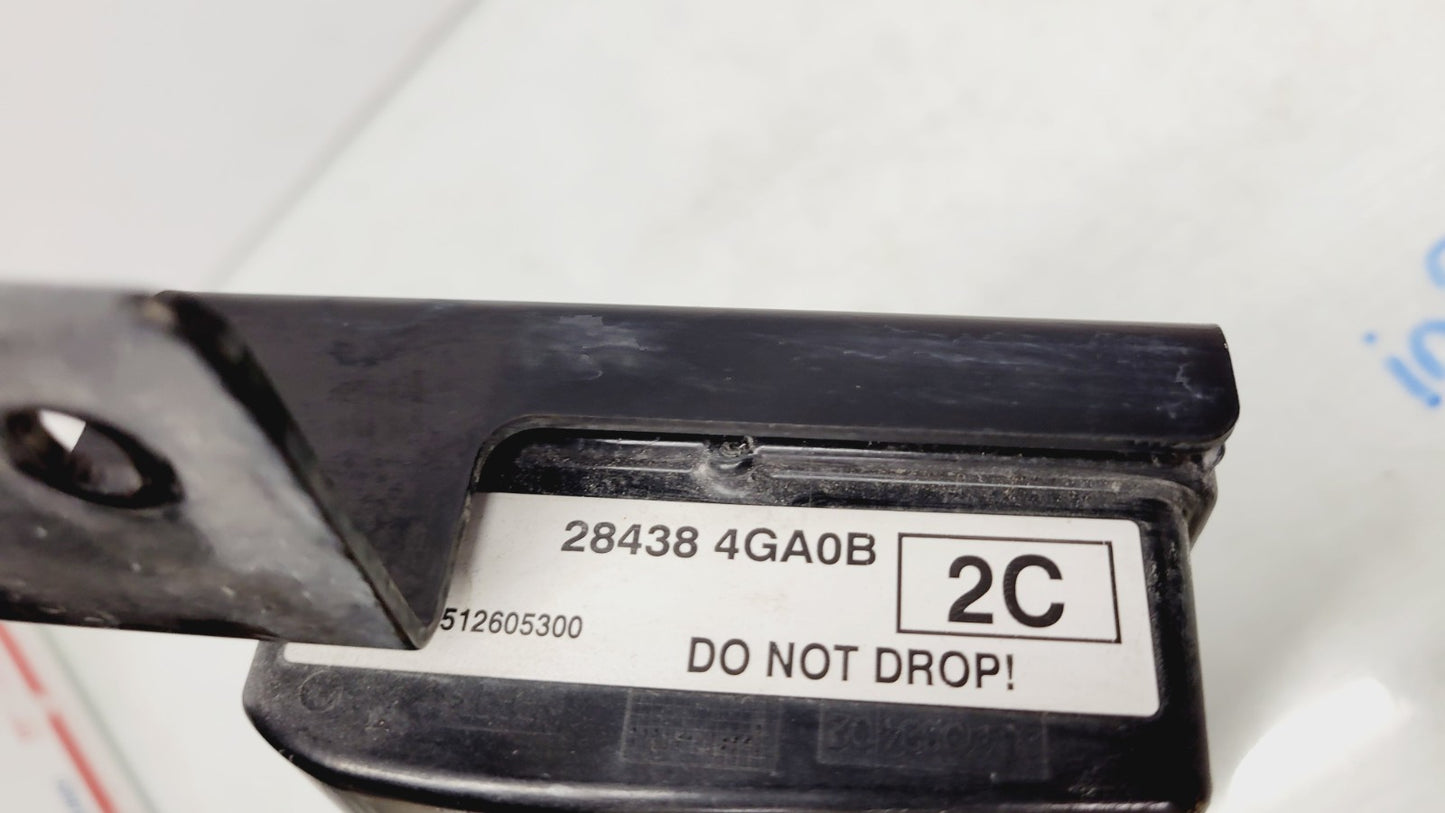 28438 4GA0B
2C
512605300
DO NOT DROP!